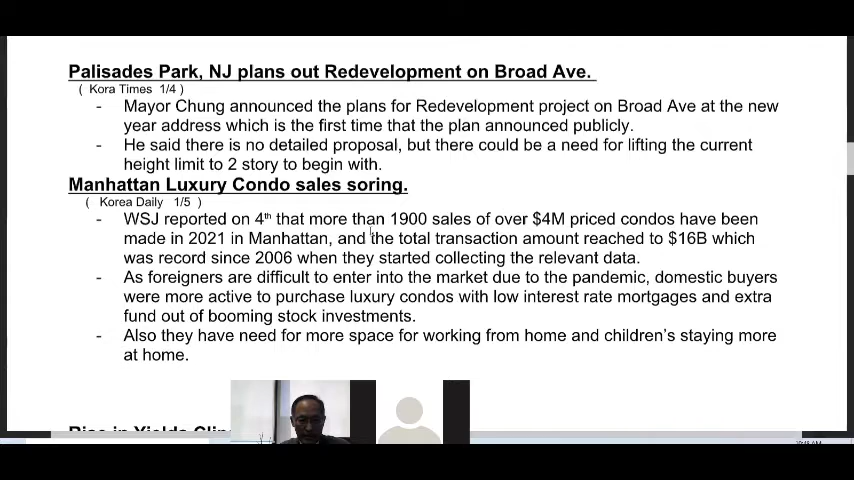 Palisades Park, NJ plans out Redevelopment on Broad Ave.
( Kora Times 1/4 )
- Mayor Chung announced the plans for Redevelopment project on Broad Ave at the new
year address which is the first time that the plan announced publicly.
- He said there is no detailed proposal, but there could be a need for lifting the current
height limit to 2 story to begin with.
Manhattan Luxury Condo sales soring.
( Korea Daily 1/5 )
- WSJ reported on 4th that more than 1900 sales of over $4M priced condos have been
made in 2021 in Manhattan, and the total transaction amount reached to $16B which
was record since 2006 when they started collecting the relevant data.
- As foreigners are difficult to enter into the market due to the pandemic, domestic buyers
were more active to purchase luxury condos with low interest rate mortgages and extra
fund out of booming stock investments.
- Also they have need for more space for working from home and children's staying more
at home.
Rise in Yields